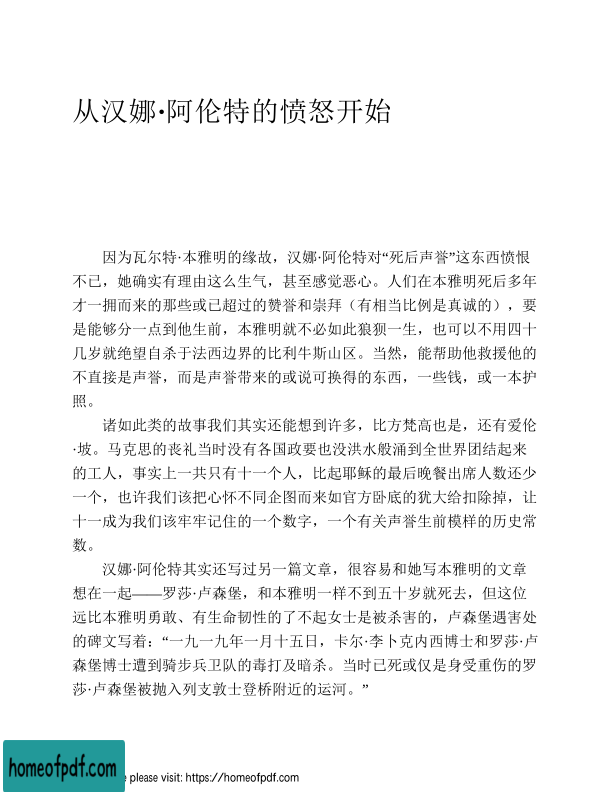 从汉娜·阿伦特的愤怒开始
因为瓦尔特·本雅明的缘故，汉娜·阿伦特对“死后声誉”这东西愤恨
不已，她确实有理由这么生气，甚至感觉恶心。人们在本雅明死后多年
才一拥而来的那些或已超过的赞誉和崇拜（有相当比例是真诚的），要
是能够分一点到他生前，本雅明就不必如此狼狈一生，也可以不用四十
几岁就绝望自杀于法西边界的比利牛斯山区。当然，能帮助他救援他的
不直接是声誉，而是声誉带来的或说可换得的东西，一些钱，或一本护
照。
诸如此类的故事我们其实还能想到许多，比方梵高也是，还有爱伦
·坡。马克思的丧礼当时没有各国政要也没洪水般涌到全世界团结起来
的工人，事实上一共只有十一个人，比起耶稣的最后晚餐出席人数还少
一个，也许我们该把心怀不同企图而来如官方卧底的犹大给扣除掉，让
十一成为我们该牢牢记住的一个数字，一个有关声誉生前模样的历史常
数。
汉娜·阿伦特其实还写过另一篇文章，很容易和她写本雅明的文章
想在一起——罗莎·卢森堡，和本雅明一样不到五十岁就死去，但这位
远比本雅明勇敢、有生命韧性的了不起女士是被杀害的，卢森堡遇害处
的碑文写着：“一九一九年一月十五日，卡尔·李卜克内西博士和罗莎·卢
森堡博士遭到骑步兵卫队的毒打及暗杀。当时已死或仅是身受重伤的罗
莎·卢森堡被抛入列支敦士登桥附近的运河。”
homeofpdf.com
please visit: https://homeofpdf.com